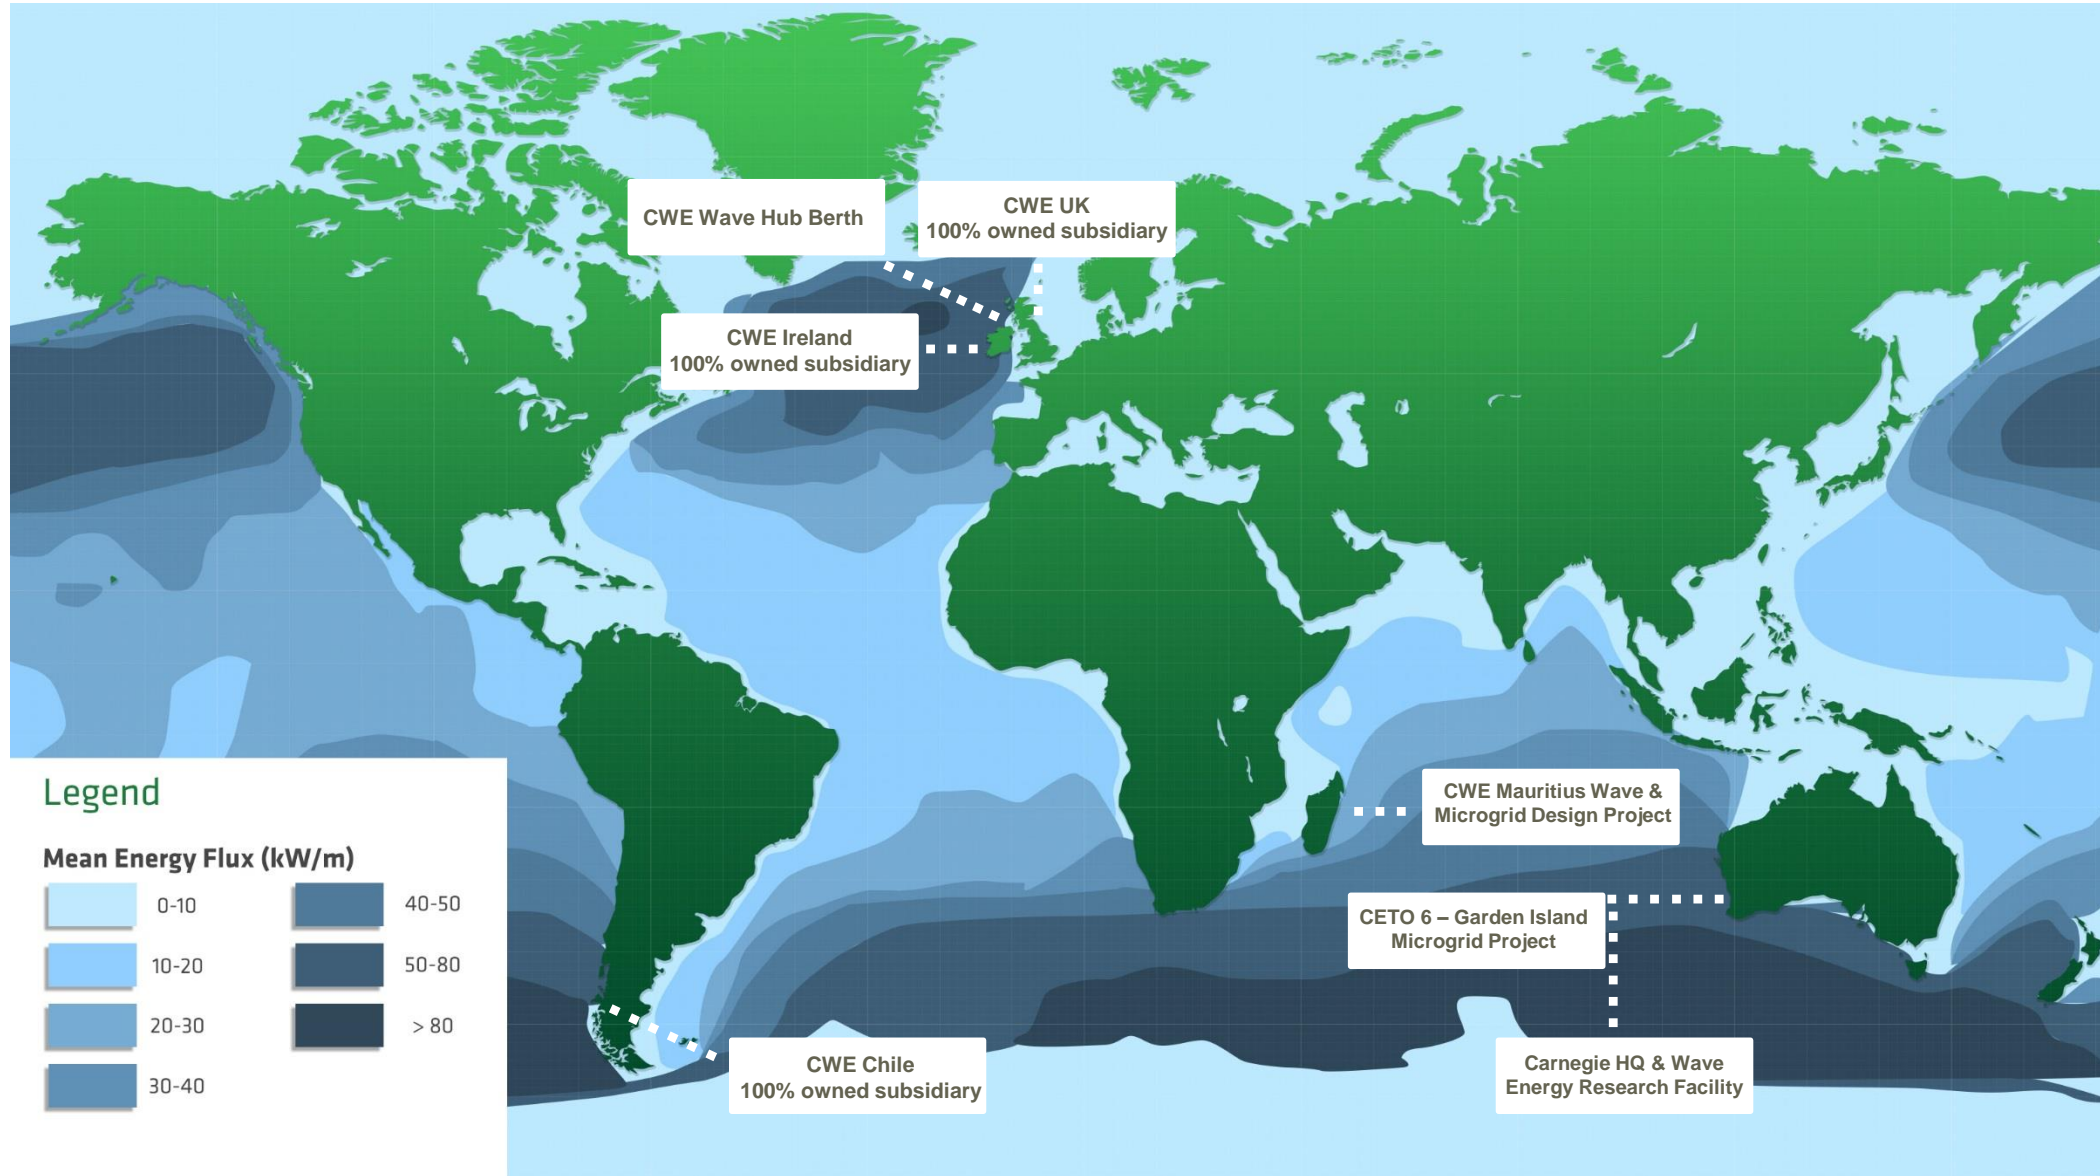 CWE Wave Hub Berth
CWE UK
100% owned subsidiary
CWE Ireland
100% owned subsidiary
CWE Mauritius Wave &
Microgrid Design Project
CETO 6 – Garden Island
Microgrid Project
CWE Chile
100% owned subsidiary
Carnegie HQ & Wave
Energy Research Facility
Legend
Mean Energy Flux (kW/m)
0-10
10-20
20-30
30-40
40-50
50-80
> 80